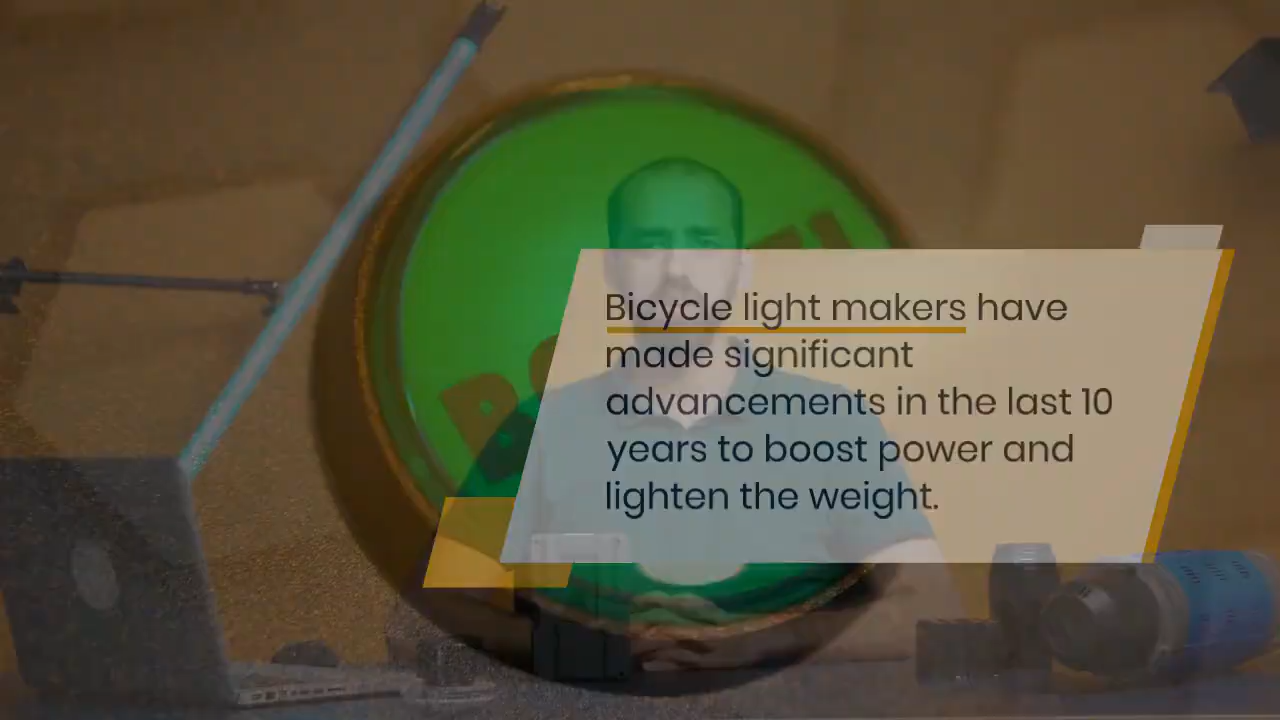 Bicycle light makers have
made significant
advancements in the last 10
years to boost power and
lighten the weight.